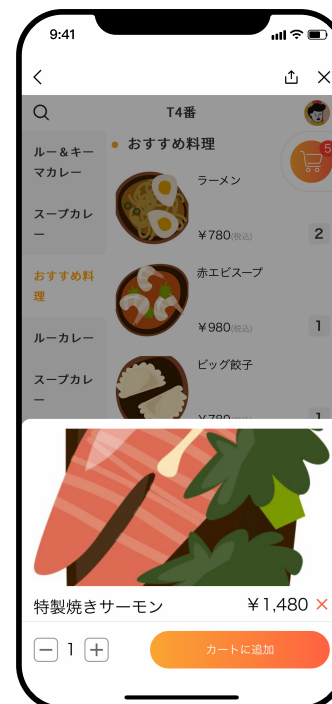 9:41
T4番
5
ルー＆キー
マカレー
スープカレ
ー
おすすめ料
理
ルーカレー
スープカレ
ー
おすすめ料理
ラーメン
￥780(税込)
2
赤エビスープ
￥980(税込)
1
ビッグ餃子
￥780(税込)
1
特製焼きサーモン
￥1,480
1
カートに追加